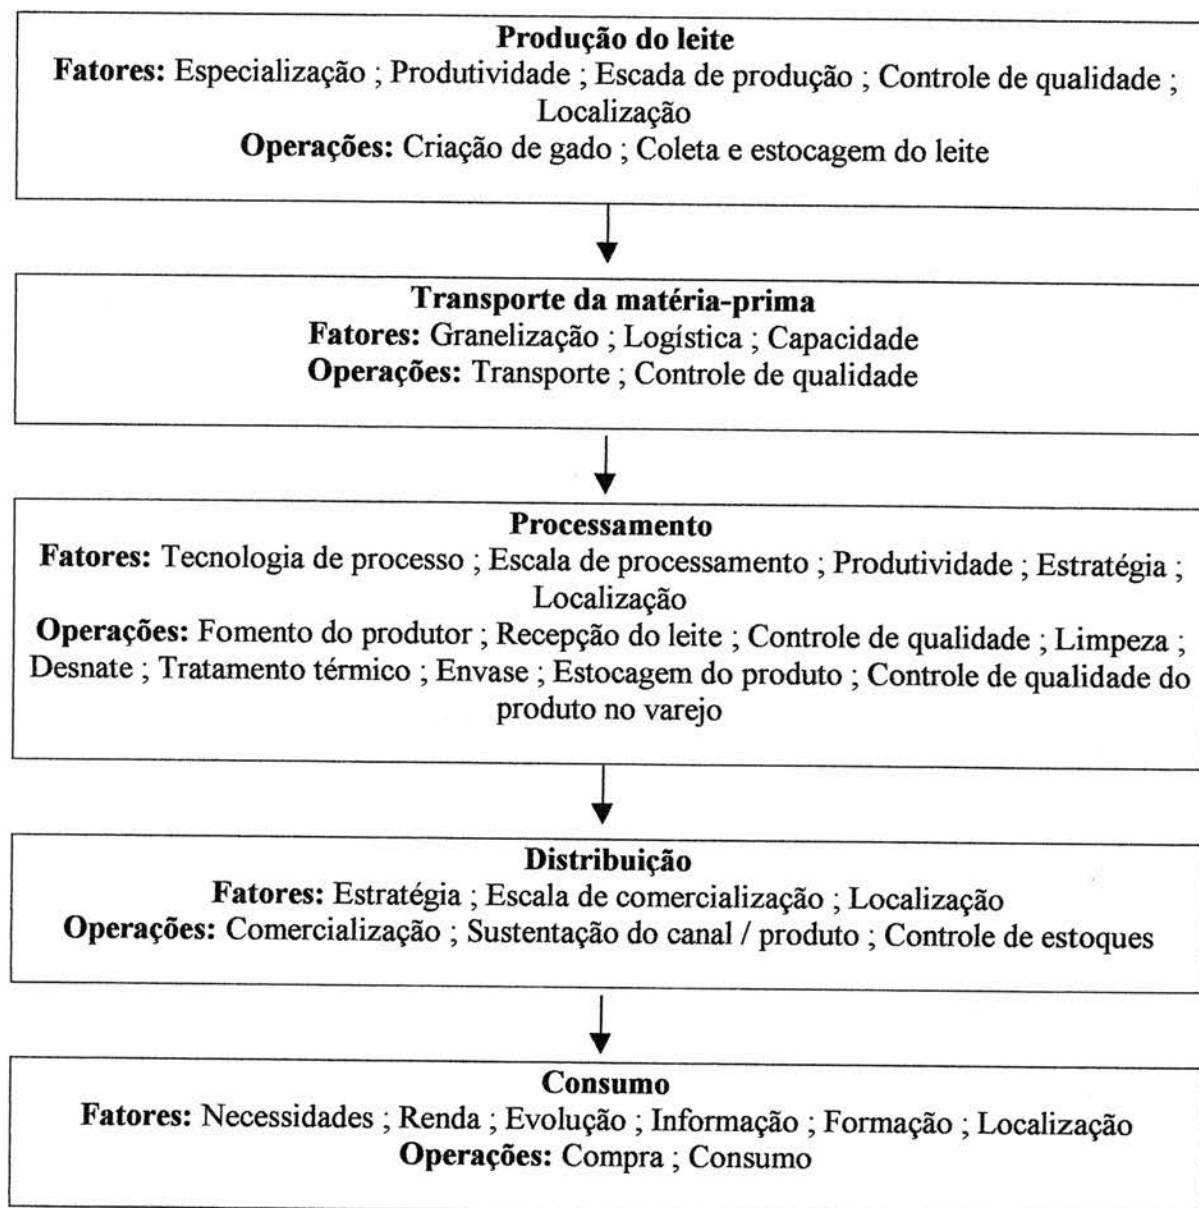 Produção do leite
Fatores: Especialização ; Produtividade ; Escada de produção ; Controle de qualidade ;
Localização
Operações: Criação de gado ; Coleta e estocagem do leite
Transporte da matéria-prima
Fatores: Granelização ; Logística ; Capacidade
Operações: Transporte ; Controle de qualidade
Processamento
Fatores: Tecnologia de processo ; Escala de processamento ; Produtividade ; Estratégia ;
Localização
Operações: Fomento do produtor ; Recepção do leite ; Controle de qualidade ; Limpeza ;
Desnate ; Tratamento térmico ; Envase ; Estocagem do produto ; Controle de qualidade do
produto no varejo
Distribuição
Fatores: Estratégia ; Escala de comercialização ; Localização
Operações: Comercialização ; Sustentação do canal / produto ; Controle de estoques
Consumo
Fatores: Necessidades ; Renda ; Evolução ; Informação ; Formação ; Localização
Operações: Compra ; Consumo